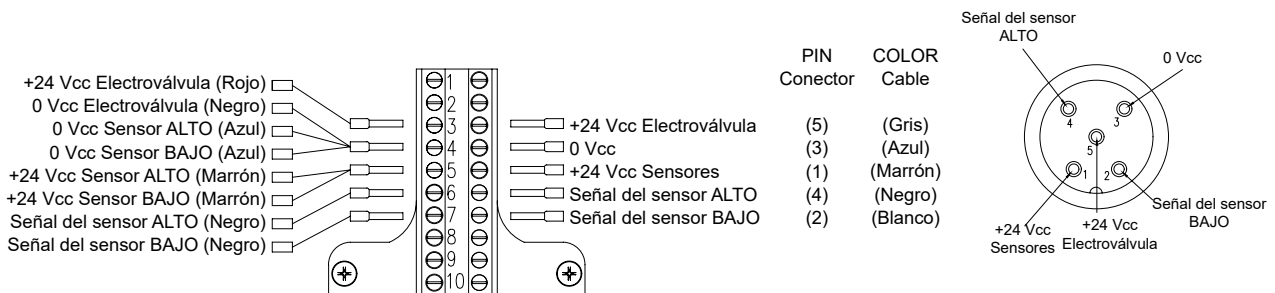 +24 Vcc Electroválvula (Rojo)
0 Vcc Electroválvula (Negro)
0 Vcc Sensor ALTO (Azul)
0 Vcc Sensor BAJO (Azul)
+24 Vcc Sensor ALTO (Marrón)
+24 Vcc Sensor BAJO (Marrón)
Señal del sensor ALTO (Negro)
Señal del sensor BAJO (Negro)
1
2
3
4
5
6
7
8
9
10
PIN COLOR
Conector Cable
+24 Vcc Electroválvula (5) (Gris)
0 Vcc (3) (Azul)
+24 Vcc Sensores (1) (Marrón)
Señal del sensor ALTO (4) (Negro)
Señal del sensor BAJO (2) (Blanco)
Señal del sensor
ALTO
0 Vcc
4
3
5
1
2
Señal del sensor
BAJO
+24 Vcc
Sensores
+24 Vcc
Electroválvula